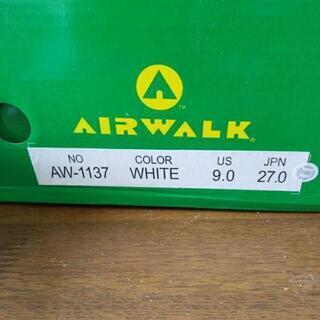 AIRWALK
NO COLOR US JPN
AW-1137 WHITE 9.0 27.0